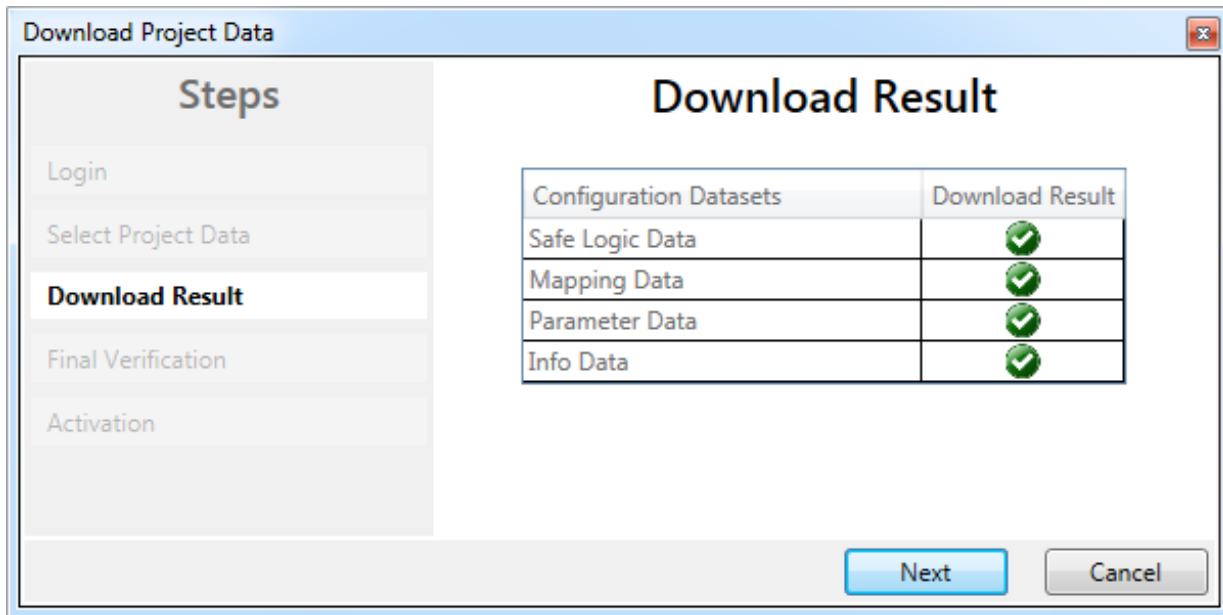 Download Project Data
Steps
Login
Select Project Data
Download Result
Final Verification
Activation
Download Result
Configuration Datasets Download Result
Safe Logic Data
Mapping Data
Parameter Data
Info Data
Next Cancel